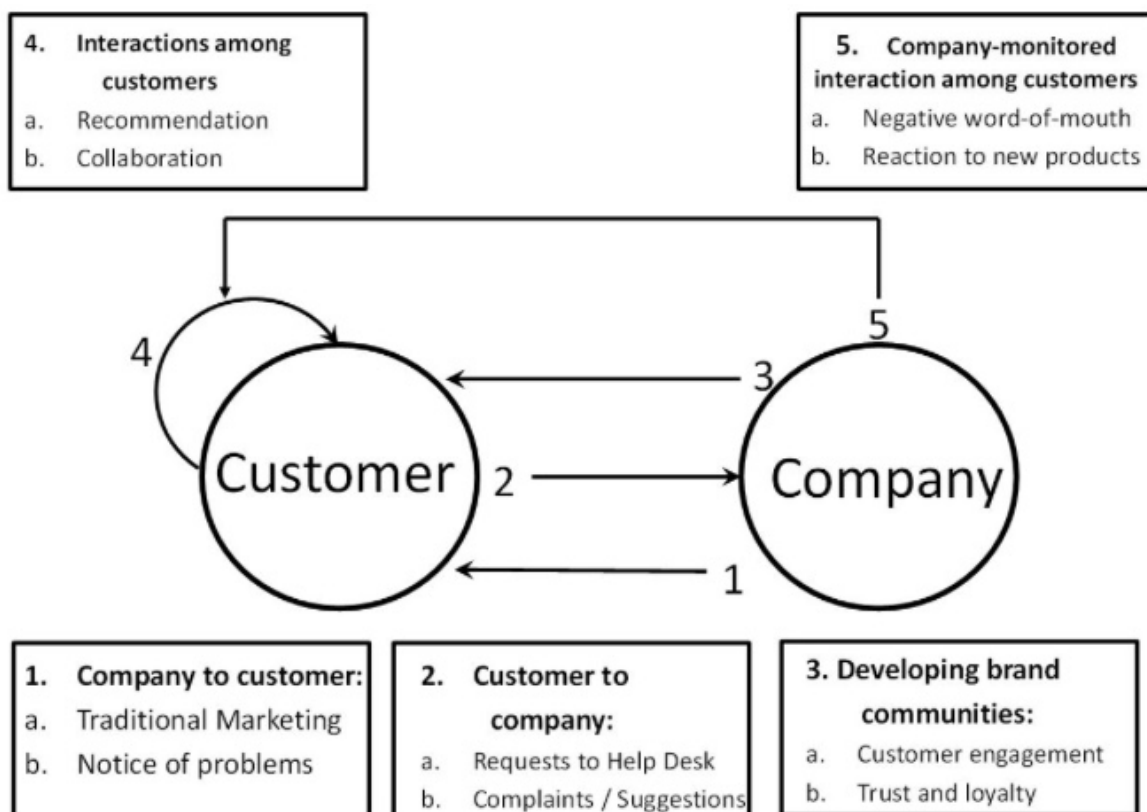 4. Interactions among
customers
a. Recommendation
b. Collaboration
5. Company-monitored
interaction among customers
a. Negative word-of-mouth
b. Reaction to new products
4
5
3
Customer
2
Company
1
1. Company to customer:
a. Traditional Marketing
b. Notice of problems
2. Customer to
company:
a. Requests to Help Desk
b. Complaints / Suggestions
3. Developing brand
communities:
a. Customer engagement
b. Trust and loyalty